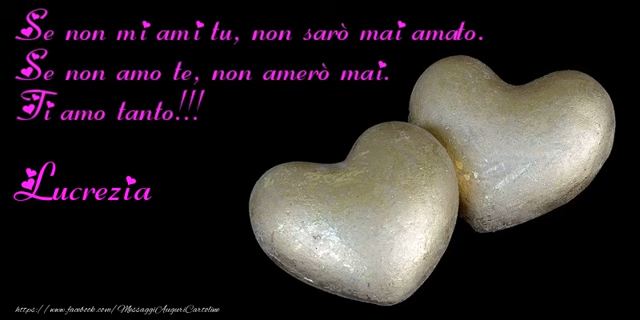 Se non mi ami tu, non sarò mai amato.
Se non amo te, non amerò mai.
Ti amo tanto!!!
Lucrezia
https://www.facebook.com/MessaggiAuguriCartoline